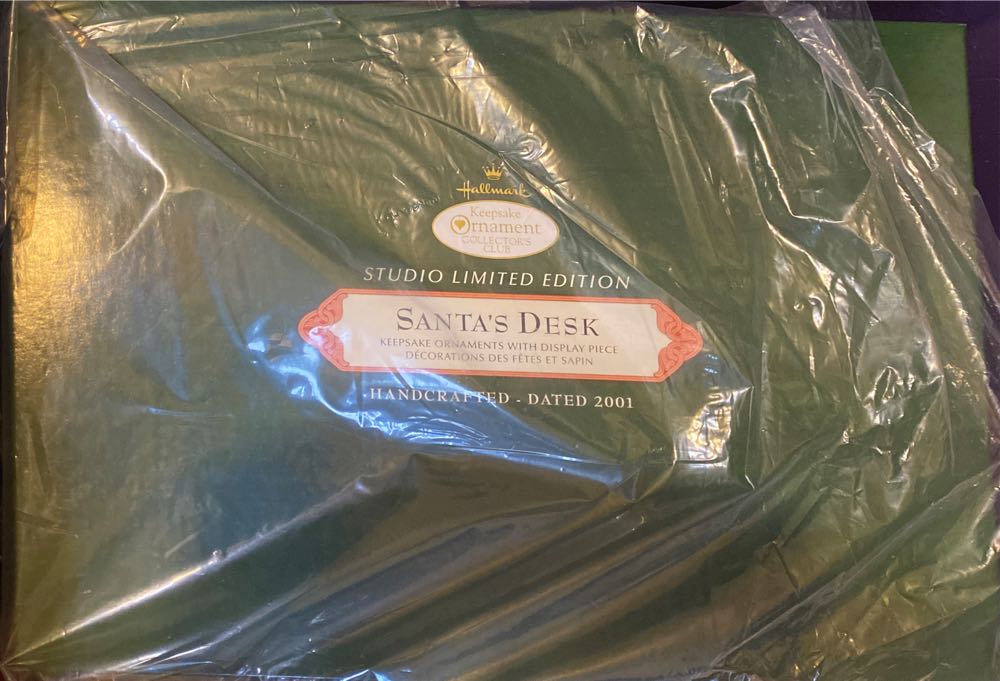 Hallmark
Keepsake
Ornament
COLLECTOR'S
CLUB
STUDIO LIMITED EDITION
SANTA'S DESK
KEEPSAKE ORNAMENTS WITH DISPLAY PIECE
DÉCORATIONS DES FÊTES ET SAPIN
HANDCRAFTED - DATED 2001